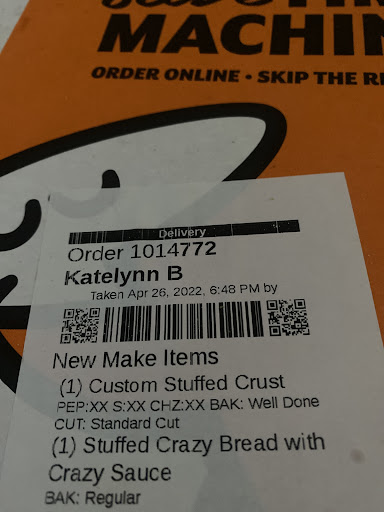 MACHIN
ORDER ONLINE • SKIP THE
Delivery
Order 1014772
Katelynn B
Taken Apr 26, 2022, 6:48 PM by
New Make Items
(1) Custom Stuffed Crust
PEP:XX S:XX CHZ:XX BAK: Well Done
CUT: Standard Cut
(1) Stuffed Crazy Bread with
Crazy Sauce
BAK: Regular